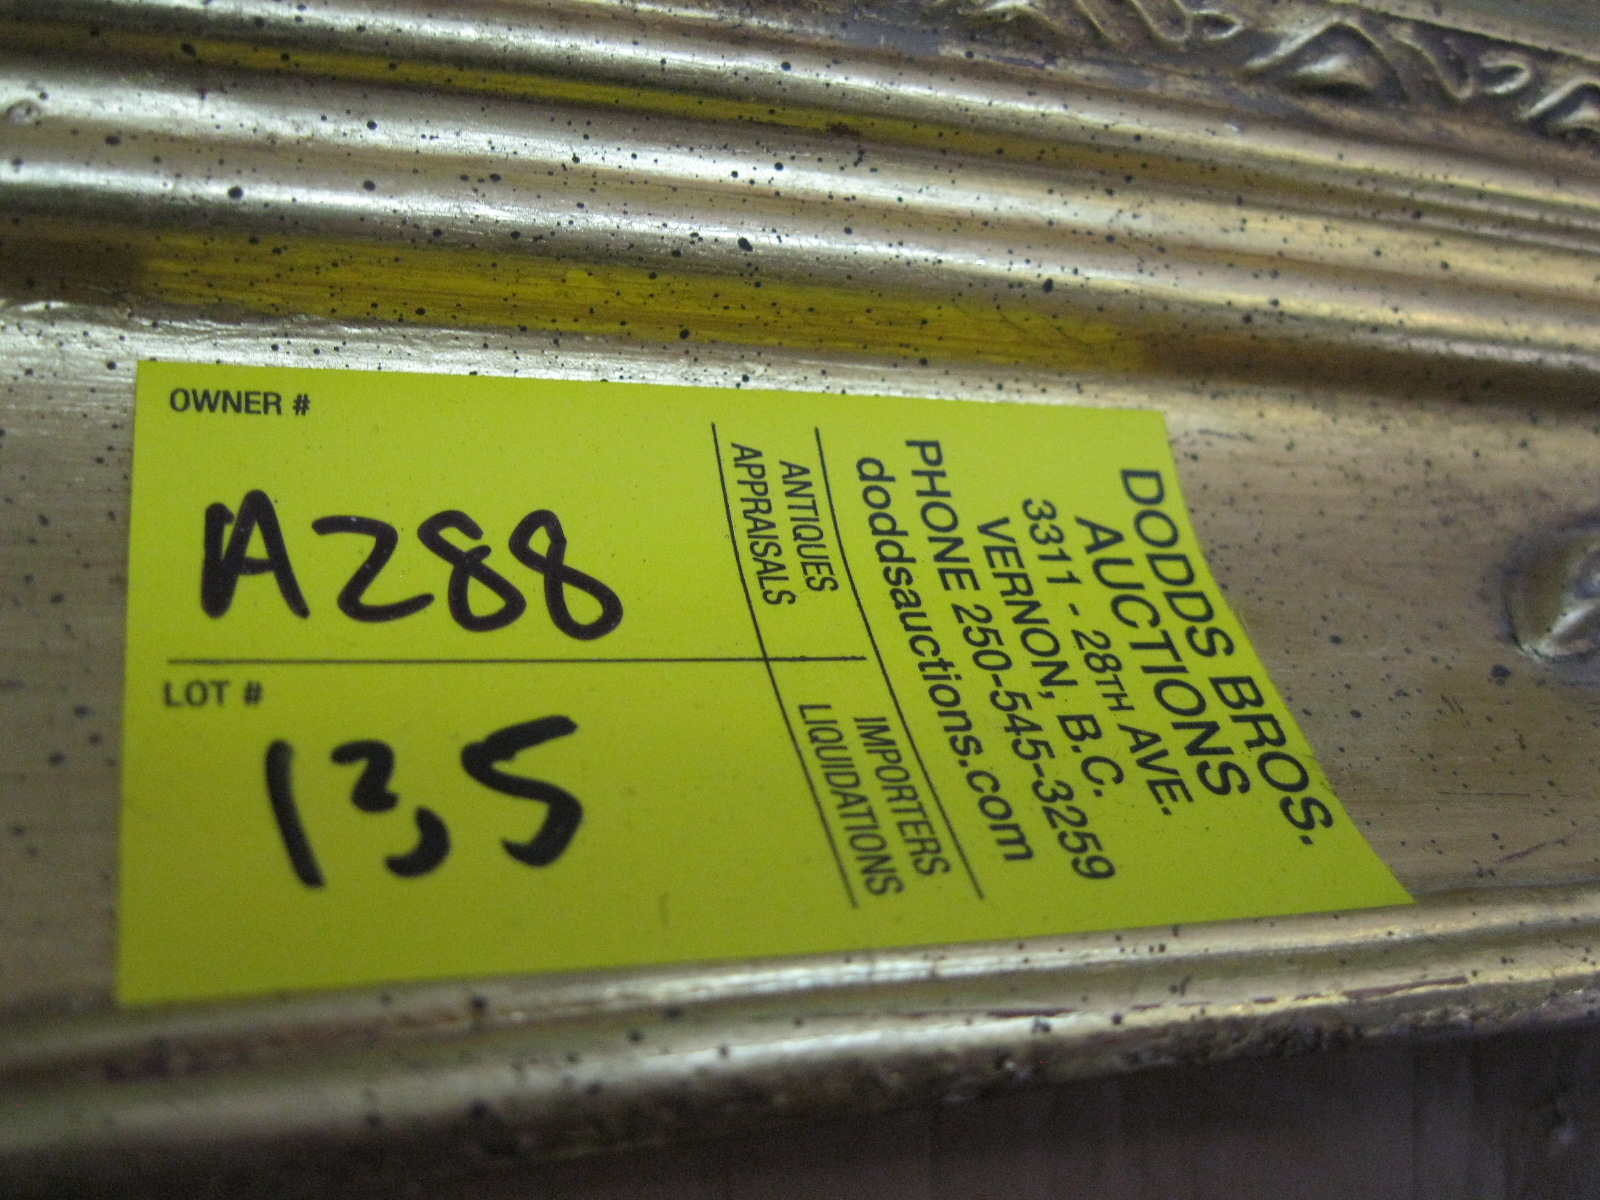 OWNER #
A288
LOT #
135
ANTIQUES
APPRAISALS
IMPORTERS
LIQUIDATIONS
DODDS BROS.
AUCTIONS
3311 - 28TH AVE.
VERNON, B.C.
PHONE 250-545-3259
doddsauctions.com